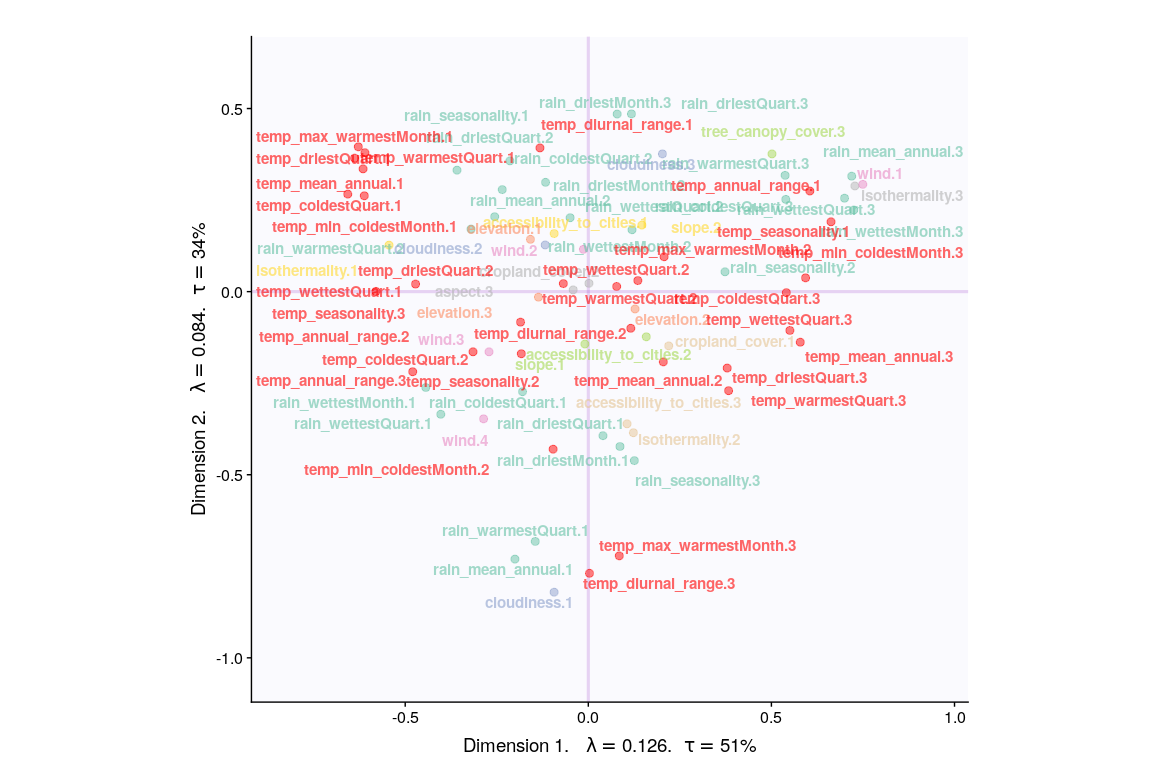 0.5
0.0
-0.5
-1.0
Dimension 2. λ = 0.084. τ = 34%
rain_driestMonth.3 rain_driestQuart.3
rain_seasonality.1
temp_diurnal_range.1
tree_canopy_cover.3
temp_max_warmestMonth.1 rain_driestQuart.2
rain_mean_annual.3
temp_driestQuart.1 temp_warmestQuart.1 rain_coldestQuart.2
cloudiness.3 rain_warmestQuart.3
wind.1
temp_mean_annual.1 rain_driestMonth.2 temp_annual_range.1
isothermality.3
rain_mean_annual.2
temp_coldestQuart.1 rain_wettestQuart.2 rain_coldestQuart.3 rain_wettestQuart.3
temp_min_coldestMonth.1 elevation.1 accessibility_to_cities.4 slope.2 temp_seasonality.1 rain_wettestMonth.3
rain_warmestQuart.2 cloudiness.2 wind.2 rain_wettestMonth.2 temp_max_warmestMonth.2 temp_min_coldestMonth.3
isothermality.1 temp_driestQuart.2 cropland_cover.2 temp_wettestQuart.2 rain_seasonality.2
temp_wettestQuart.1 aspect.3 temp_warmestQuart.2 temp_coldestQuart.3
temp_seasonality.3 elevation.3 elevation.2 temp_wettestQuart.3
temp_annual_range.2 wind.3 temp_diurnal_range.2 cropland_cover.1
temp_coldestQuart.2 slope.1 accessibility_to_cities.2 temp_mean_annual.3
temp_annual_range.3 temp_seasonality.2 temp_mean_annual.2 temp_driestQuart.3
rain_wettestMonth.1 rain_coldestQuart.1 accessibility_to_cities.3 temp_warmestQuart.3
rain_wettestQuart.1 rain_driestQuart.1
wind.4 isothermality.2
temp_min_coldestMonth.2 rain_driestMonth.1
rain_seasonality.3
rain_warmestQuart.1
temp_max_warmestMonth.3
rain_mean_annual.1
temp_diurnal_range.3
cloudiness.1
-0.5 0.0 0.5 1.0
Dimension 1. λ = 0.126. τ = 51%